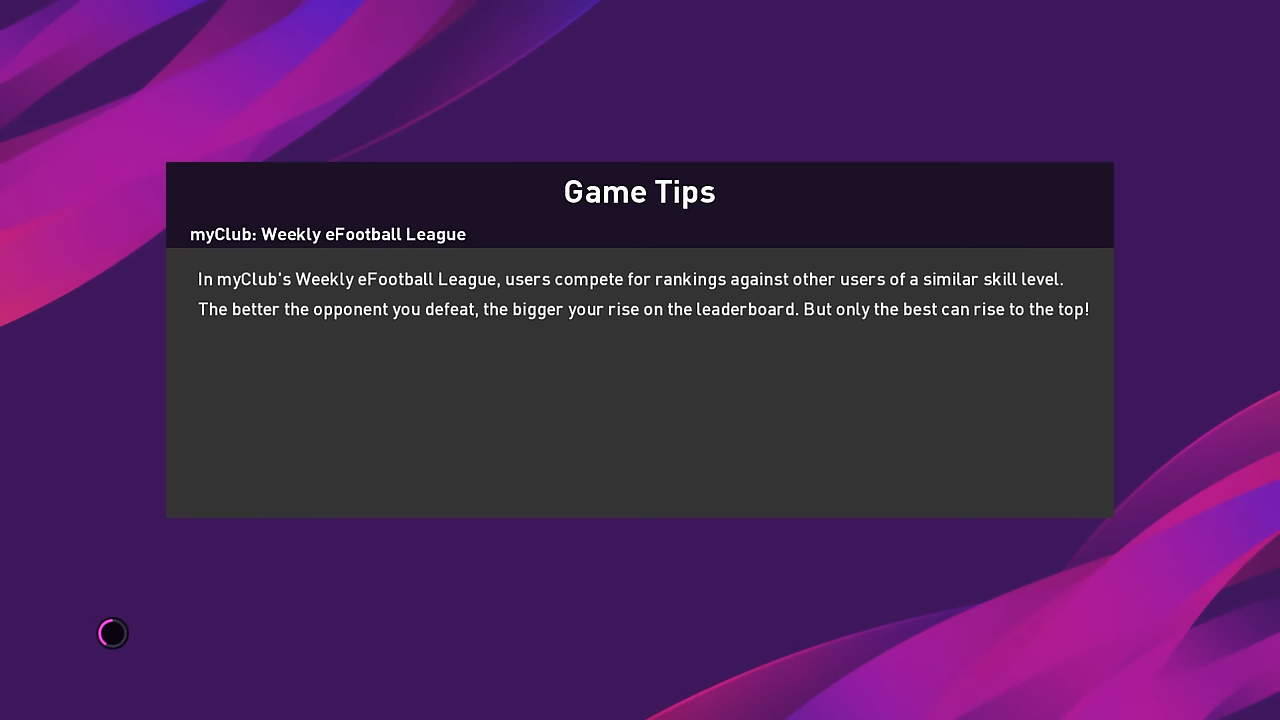 Game Tips
myClub: Weekly eFootball League
In myClub's Weekly eFootball League, users compete for rankings against other users of a similar skill level.
The better the opponent you defeat, the bigger your rise on the leaderboard. But only the best can rise to the top!